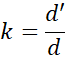 k = d′/d